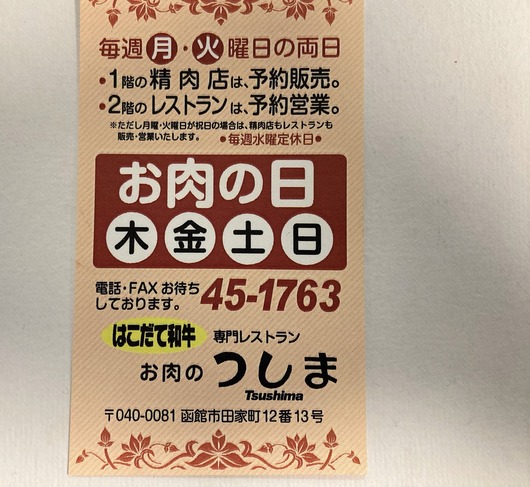 毎週月・火曜日の両日
•1階の精肉店は、予約販売。
•2階のレストランは、予約営業。
※ただし月曜・火曜日が祝日の場合は、精肉店もレストランも
販売・営業いたします。
•毎週水曜定休日•
お肉の日
木金土日
電話・FAXお待ち
しております。
45-1763
はこだて和牛
専門レストラン
お肉の つしま
Tsushima
〒040-0081 函館市田家町12番13号